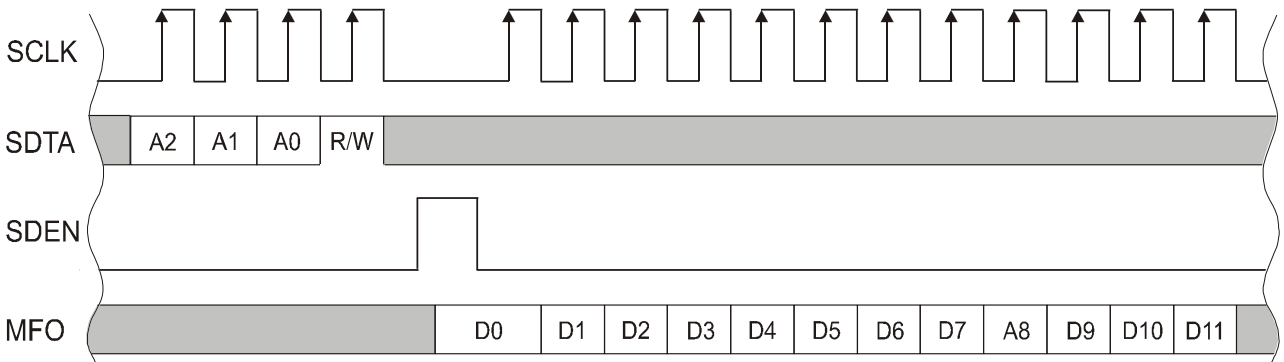 SCLK
SDTA A2 A1 A0 R/W
SDEN
MFO D0 D1 D2 D3 D4 D5 D6 D7 A8 D9 D10 D11